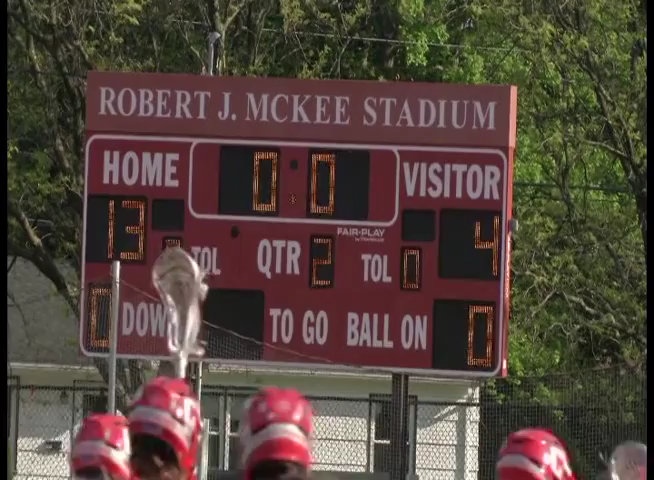 ROBERT J. MCKEE STADIUM
HOME 0 0 VISITOR
13 4
FAIR-PLAY
TOL QTR 2 TOL 0
0 DOW TO GO BALL ON 0